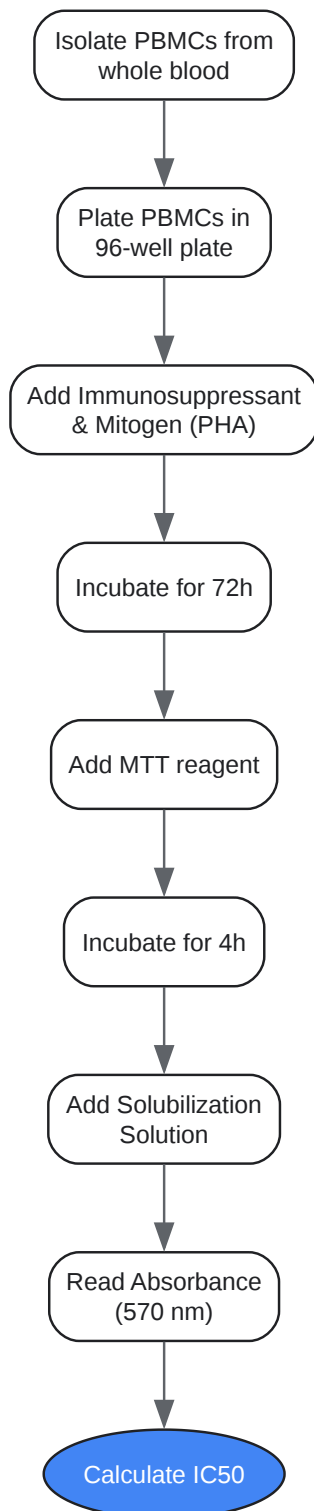 Isolate PBMCs from
whole blood
Plate PBMCs in
96-well plate
Add Immunosuppressant
& Mitogen (PHA)
Incubate for 72h
Add MTT reagent
Incubate for 4h
Add Solubilization
Solution
Read Absorbance
(570 nm)
Calculate IC50